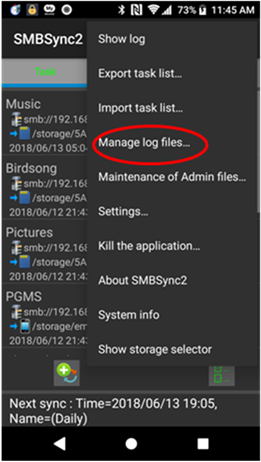 73% 11:45 AM
SMBSync2
Task
Show log
Export task list...
Import task list...
Manage log files...
Maintenance of Admin files...
Settings...
Kill the application...
About SMBSync2
System info
Show storage selector
Music
smb://192.168
/storage/5A
2018/06/13 05:0
Birdsong
smb://192.168
/storage/5A
2018/06/12 21:4
Pictures
smb://192.168
/storage/5A
2018/06/12 21:4
PGMS
smb://192.168
/storage/em
2018/06/12 21:4
Next sync : Time=2018/06/13 19:05,
Name=(Daily)